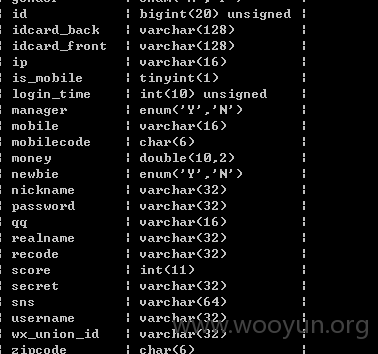 ¦ gender ¦ enum('M','F') ¦
¦ id ¦ bigint(20) unsigned ¦
¦ idcard_back ¦ varchar(128) ¦
¦ idcard_front ¦ varchar(128) ¦
¦ ip ¦ varchar(16) ¦
¦ is_mobile ¦ tinyint(1) ¦
¦ login_time ¦ int(10) unsigned ¦
¦ manager ¦ enum('Y','N') ¦
¦ mobile ¦ varchar(16) ¦
¦ mobilecode ¦ char(6) ¦
¦ money ¦ double(10,2) ¦
¦ newbie ¦ enum('Y','N') ¦
¦ nickname ¦ varchar(32) ¦
¦ password ¦ varchar(32) ¦
¦ qq ¦ varchar(16) ¦
¦ realname ¦ varchar(32) ¦
¦ recode ¦ varchar(32) ¦
¦ score ¦ int(11) ¦
¦ secret ¦ varchar(32) ¦
¦ sns ¦ varchar(64) ¦
¦ username ¦ varchar(32) ¦
¦ wx_union_id ¦ varchar(32) ¦
¦ zipcode ¦ char(6) ¦
www.wooyun.org